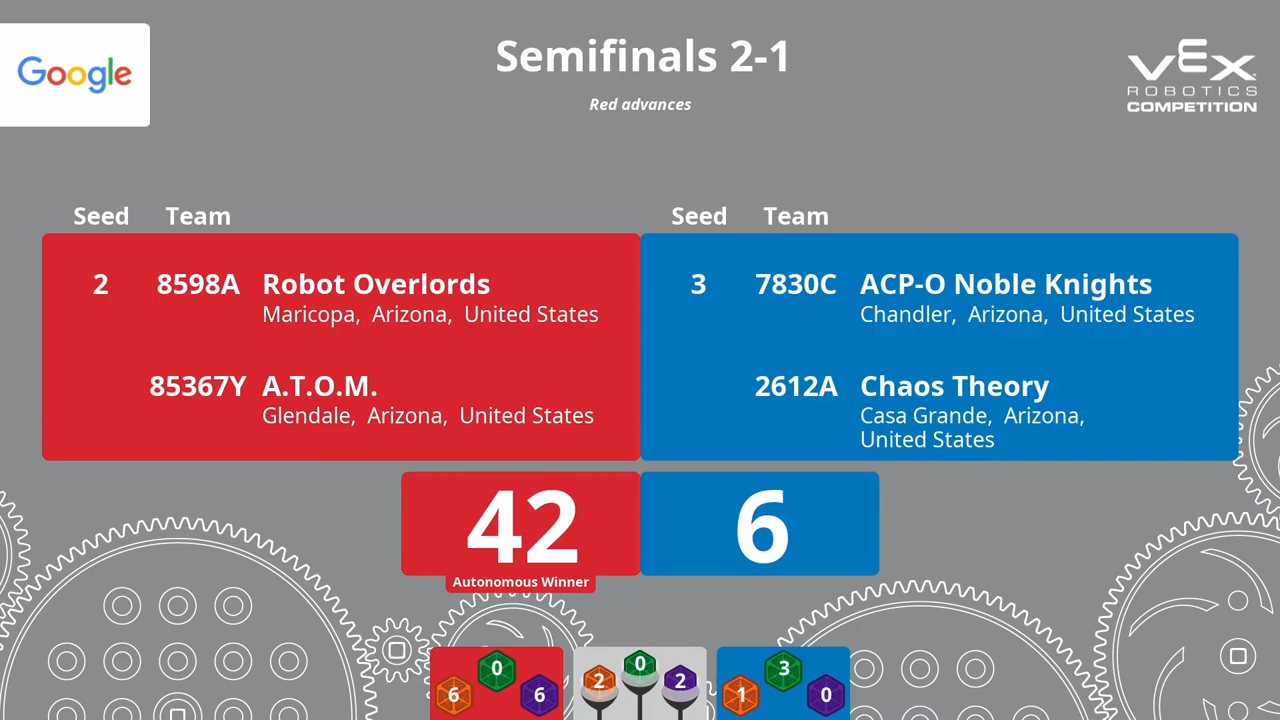 Google
Semifinals 2-1
Red advances
VEX
ROBOTICS
COMPETITION
Seed Team
Seed Team
2 8598A Robot Overlords
Maricopa, Arizona, United States
85367Y A.T.O.M.
Glendale, Arizona, United States
3 7830C ACP-O Noble Knights
Chandler, Arizona, United States
2612A Chaos Theory
Casa Grande, Arizona,
United States
42
6
Autonomous Winner
6 0 6
2 0 2
1 3 0